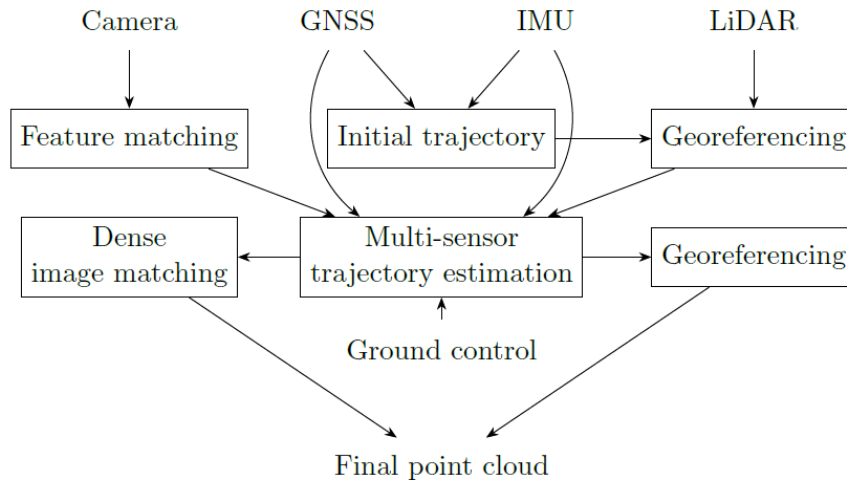 Camera
GNSS
IMU
LiDAR
Feature matching
Initial trajectory
Georeferencing
Dense
image matching
Multi-sensor
trajectory estimation
Georeferencing
Ground control
Final point cloud